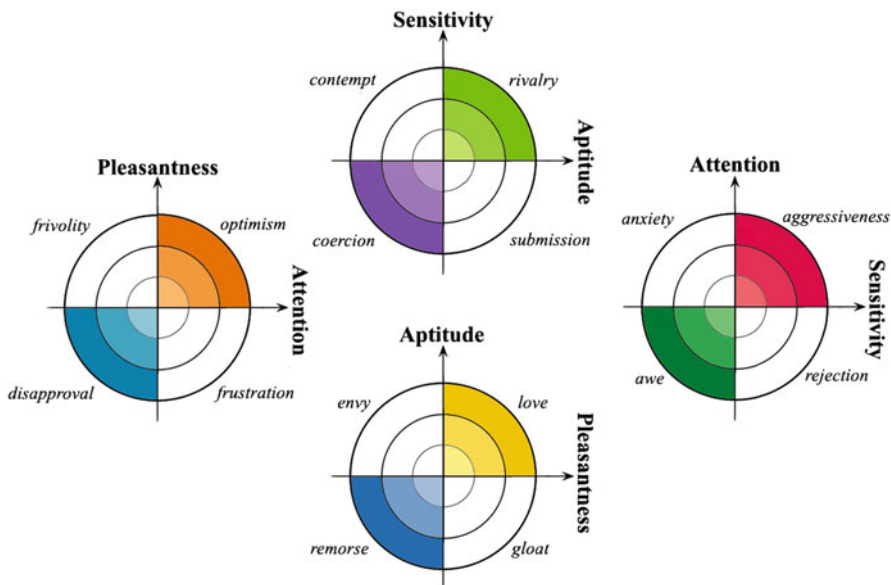 Sensitivity
contempt
rivalry
Aptitude
coercion
submission
Pleasantness
frivolity
optimism
Attention
disapproval
frustration
Attention
anxiety
aggressiveness
Sensitivity
awe
rejection
Aptitude
envy
love
Pleasantness
remorse
gloat